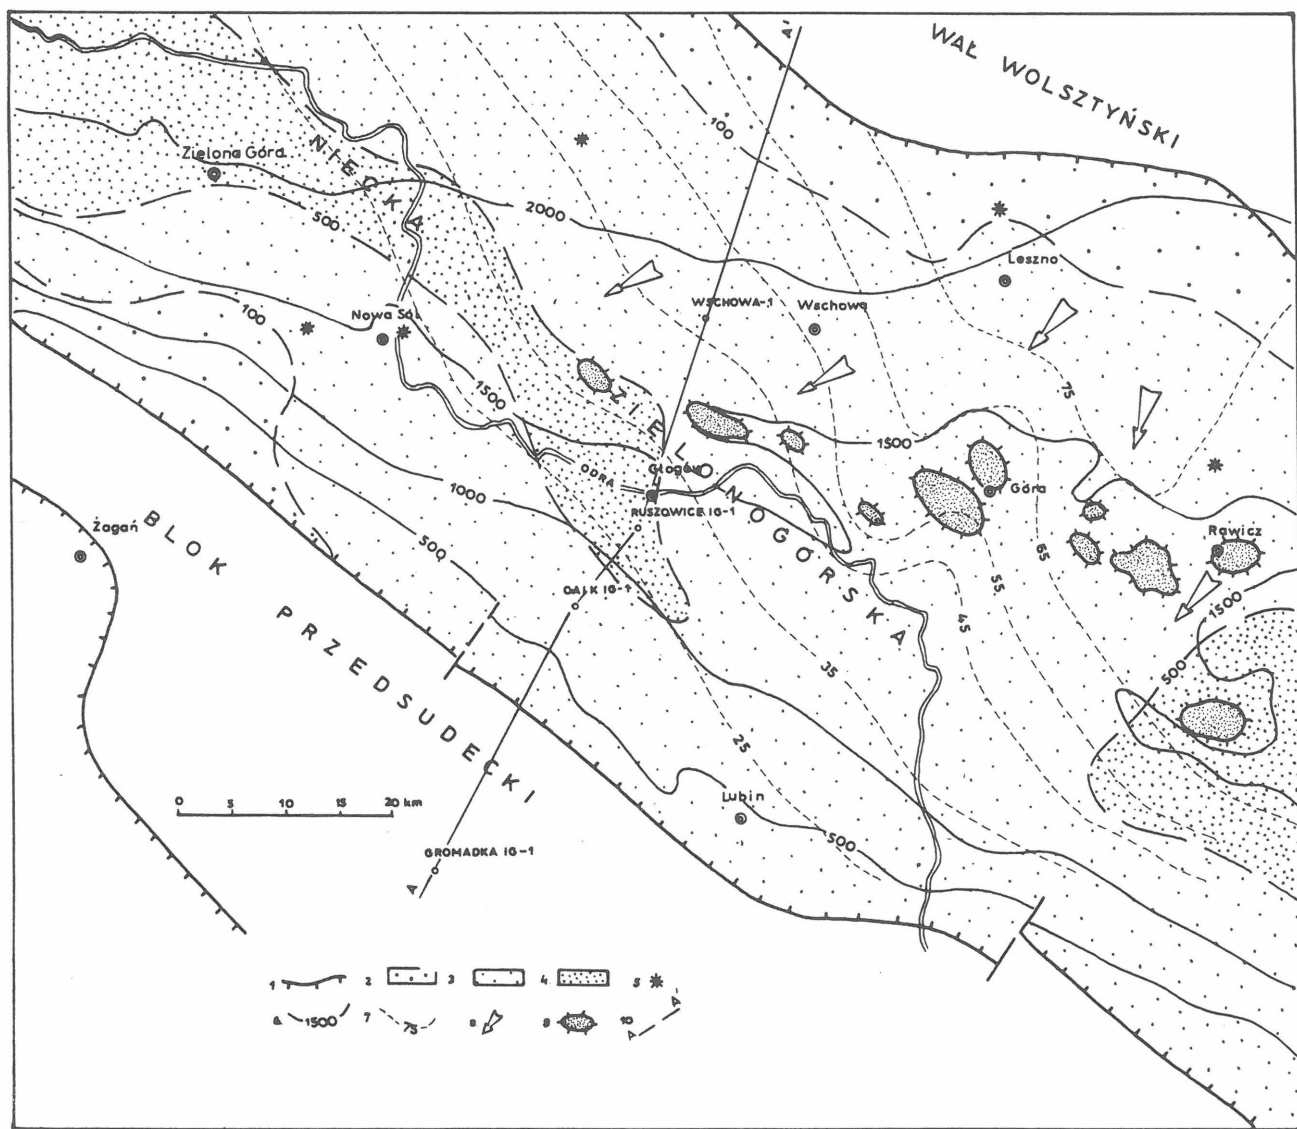 A'
WAŁ WOLSZTYŃSKI
100
Zielona Góra
NIECKA
500
2000
Leszno
WSCHOWA-1
Wschowa
100
Nowa Sól
75
1500
ZIELONOGÓRSKA
1500
ODRA
Głogów
Góra
1000
RUSZOWICE IG-1
Rawicz
Żagań
BLOK PRZEDSUDECKI
500
65
55
1500
45
35
500
25
0 5 10 15 20 km
Lubin
500
GROMADKA IG-1
A
1 2 3 4 5
6 1500 7 75 8 9 10 A A'